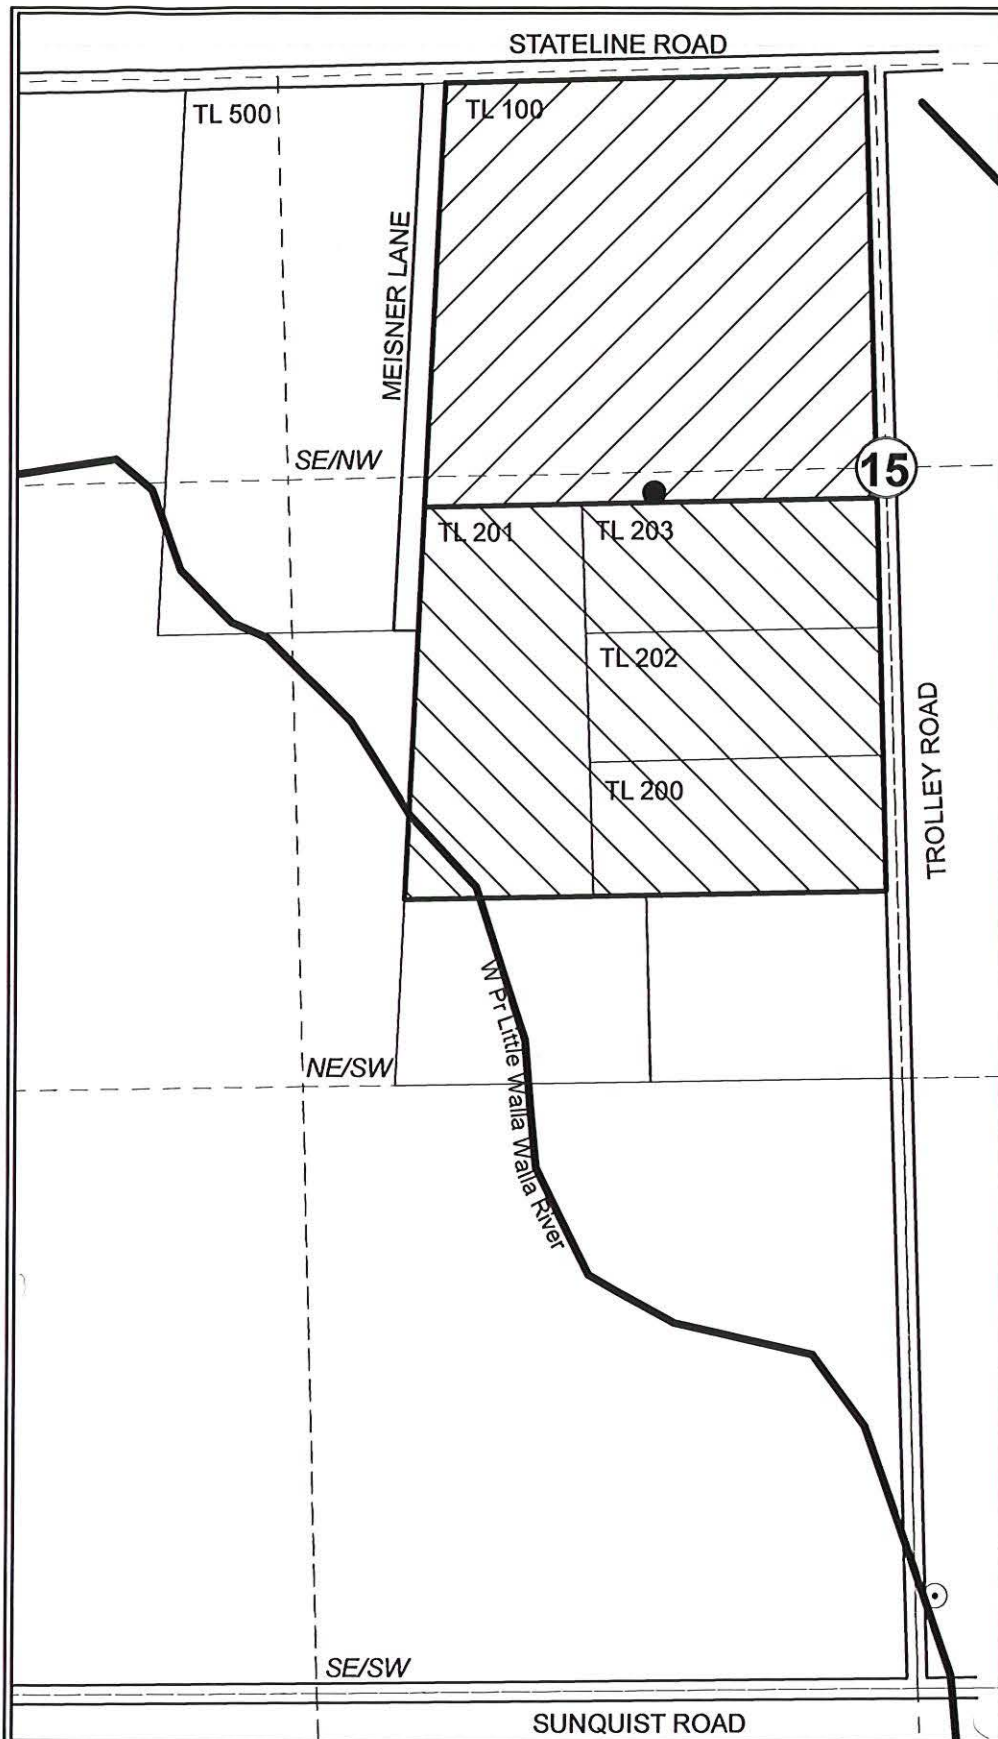 STATELINE ROAD
TL 500
TL 100
MEISNER LANE
SE/NW
15
TL 201
TL 203
TL 202
TL 200
TROLLEY ROAD
W Pr Little Walla Walla River
NE/SW
SE/SW
SUNQUIST ROAD